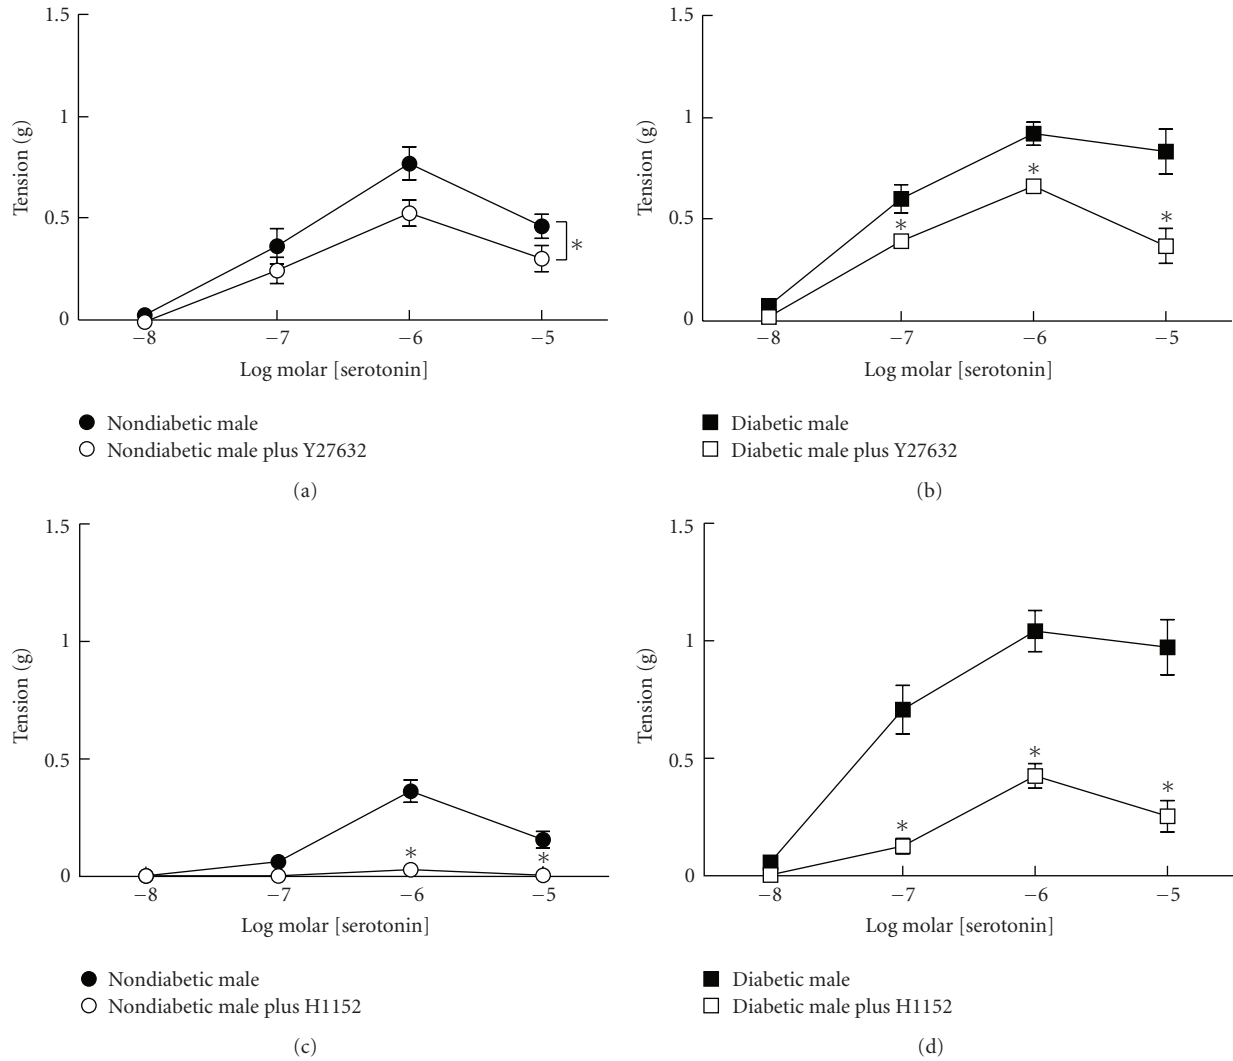 1.5
1
0.5
0
Tension (g)
*
−8 −7 −6 −5
Log molar [serotonin]
Nondiabetic male
Nondiabetic male plus Y27632
(a)
1.5
1
0.5
0
Tension (g)
* * *
−8 −7 −6 −5
Log molar [serotonin]
Diabetic male
Diabetic male plus Y27632
(b)
1.5
1
0.5
0
Tension (g)
* *
−8 −7 −6 −5
Log molar [serotonin]
Nondiabetic male
Nondiabetic male plus H1152
(c)
1.5
1
0.5
0
Tension (g)
* * *
−8 −7 −6 −5
Log molar [serotonin]
Diabetic male
Diabetic male plus H1152
(d)